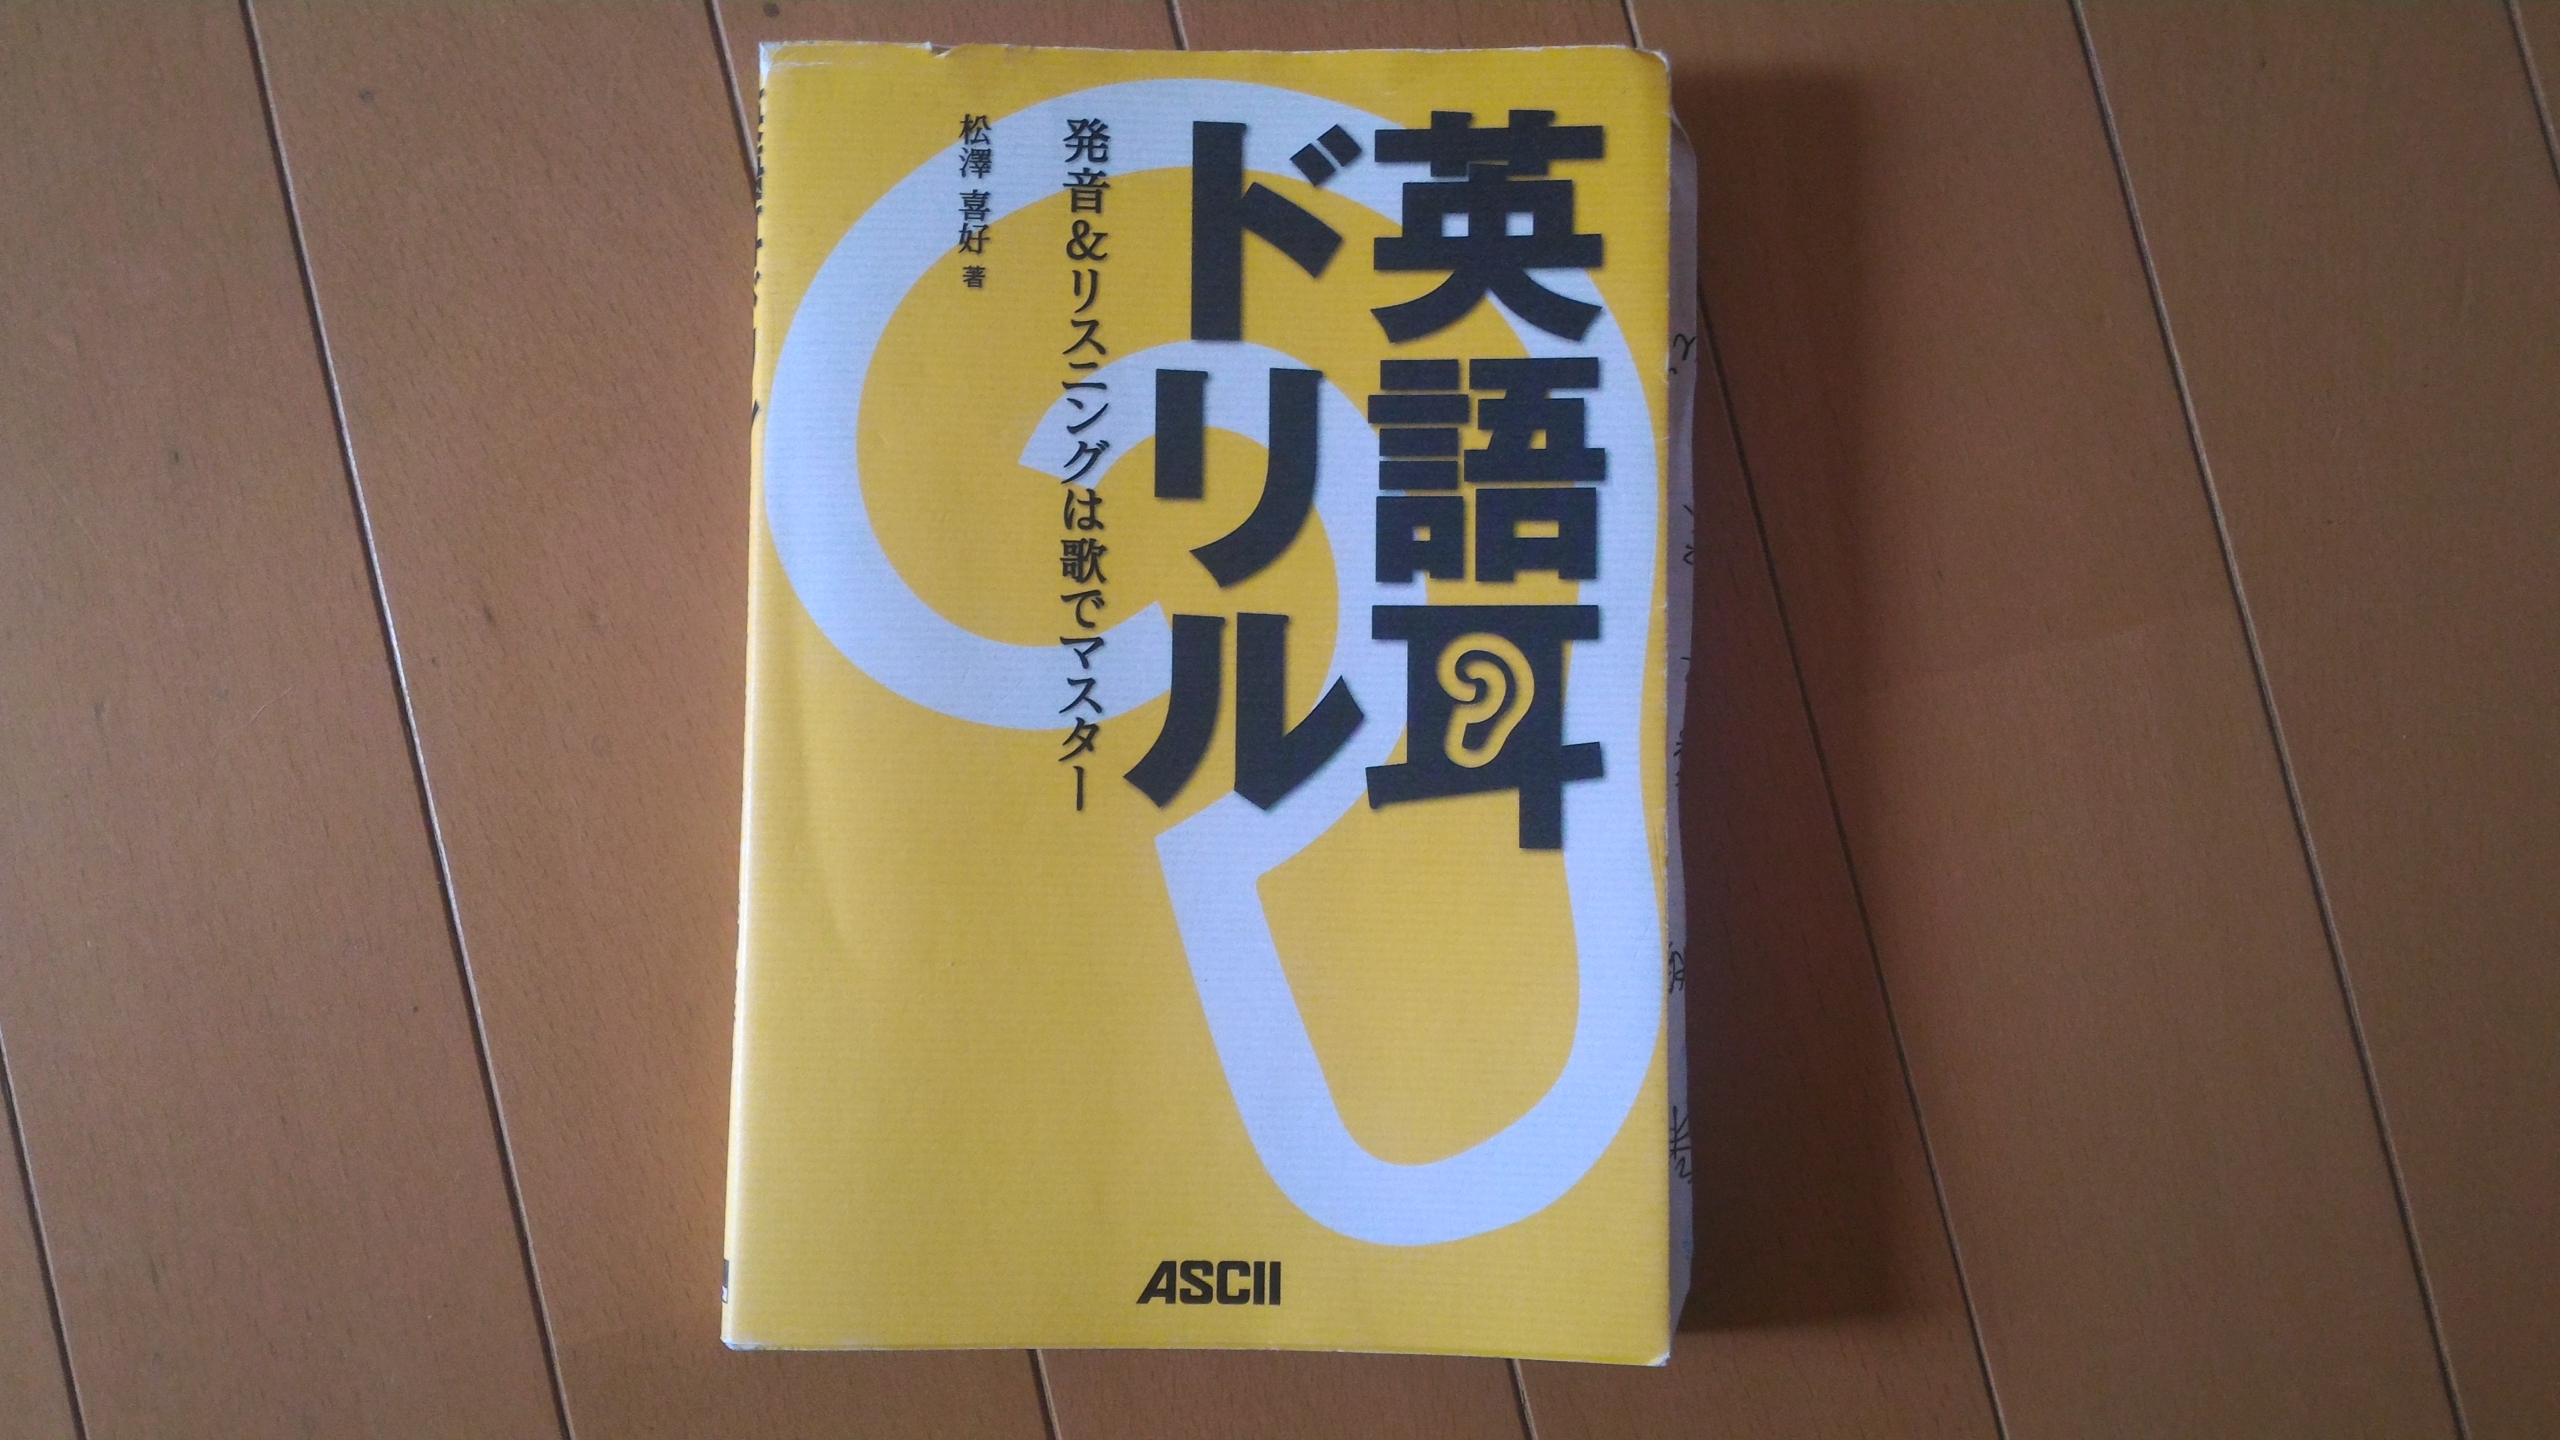 英語耳
ドリル
発音&リスニングは歌でマスター
松澤 喜好 著
ASCII